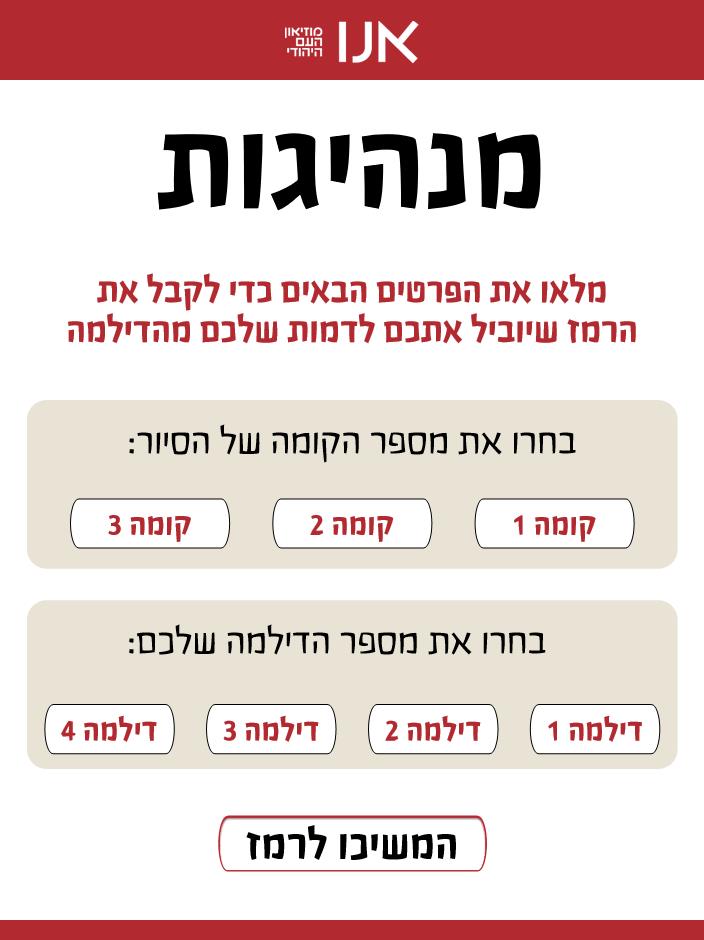 אנו
מוזיאון
העם
היהודי
מנהיגות
מלאו את הפרטים הבאים כדי לקבל את
הרמז שיוביל אתכם לדמות שלכם מהדילמה
בחרו את מספר הקומה של הסיור:
קומה 1
קומה 2
קומה 3
בחרו את מספר הדילמה שלכם:
דילמה 1
דילמה 2
דילמה 3
דילמה 4
המשיכו לרמז